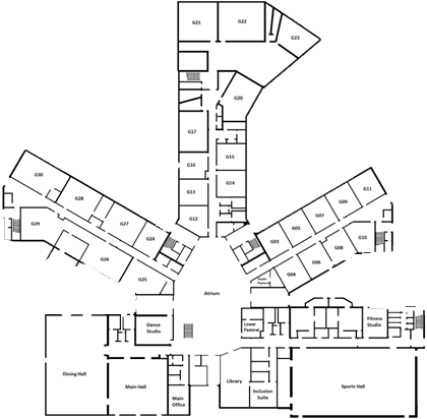 G21
G22
G23
G20
G17
G15
G16
G14
G13
G12
G30
G28
G27
G24
G29
G26
G25
G11
G09
G07
G05
G03
G10
G08
G06
G04
Atrium
Dance
Studio
Lower
Pastoral
Fitness
Studio
Dining Hall
Main Hall
Main
Office
Library
Inclusion
Suite
Sports Hall